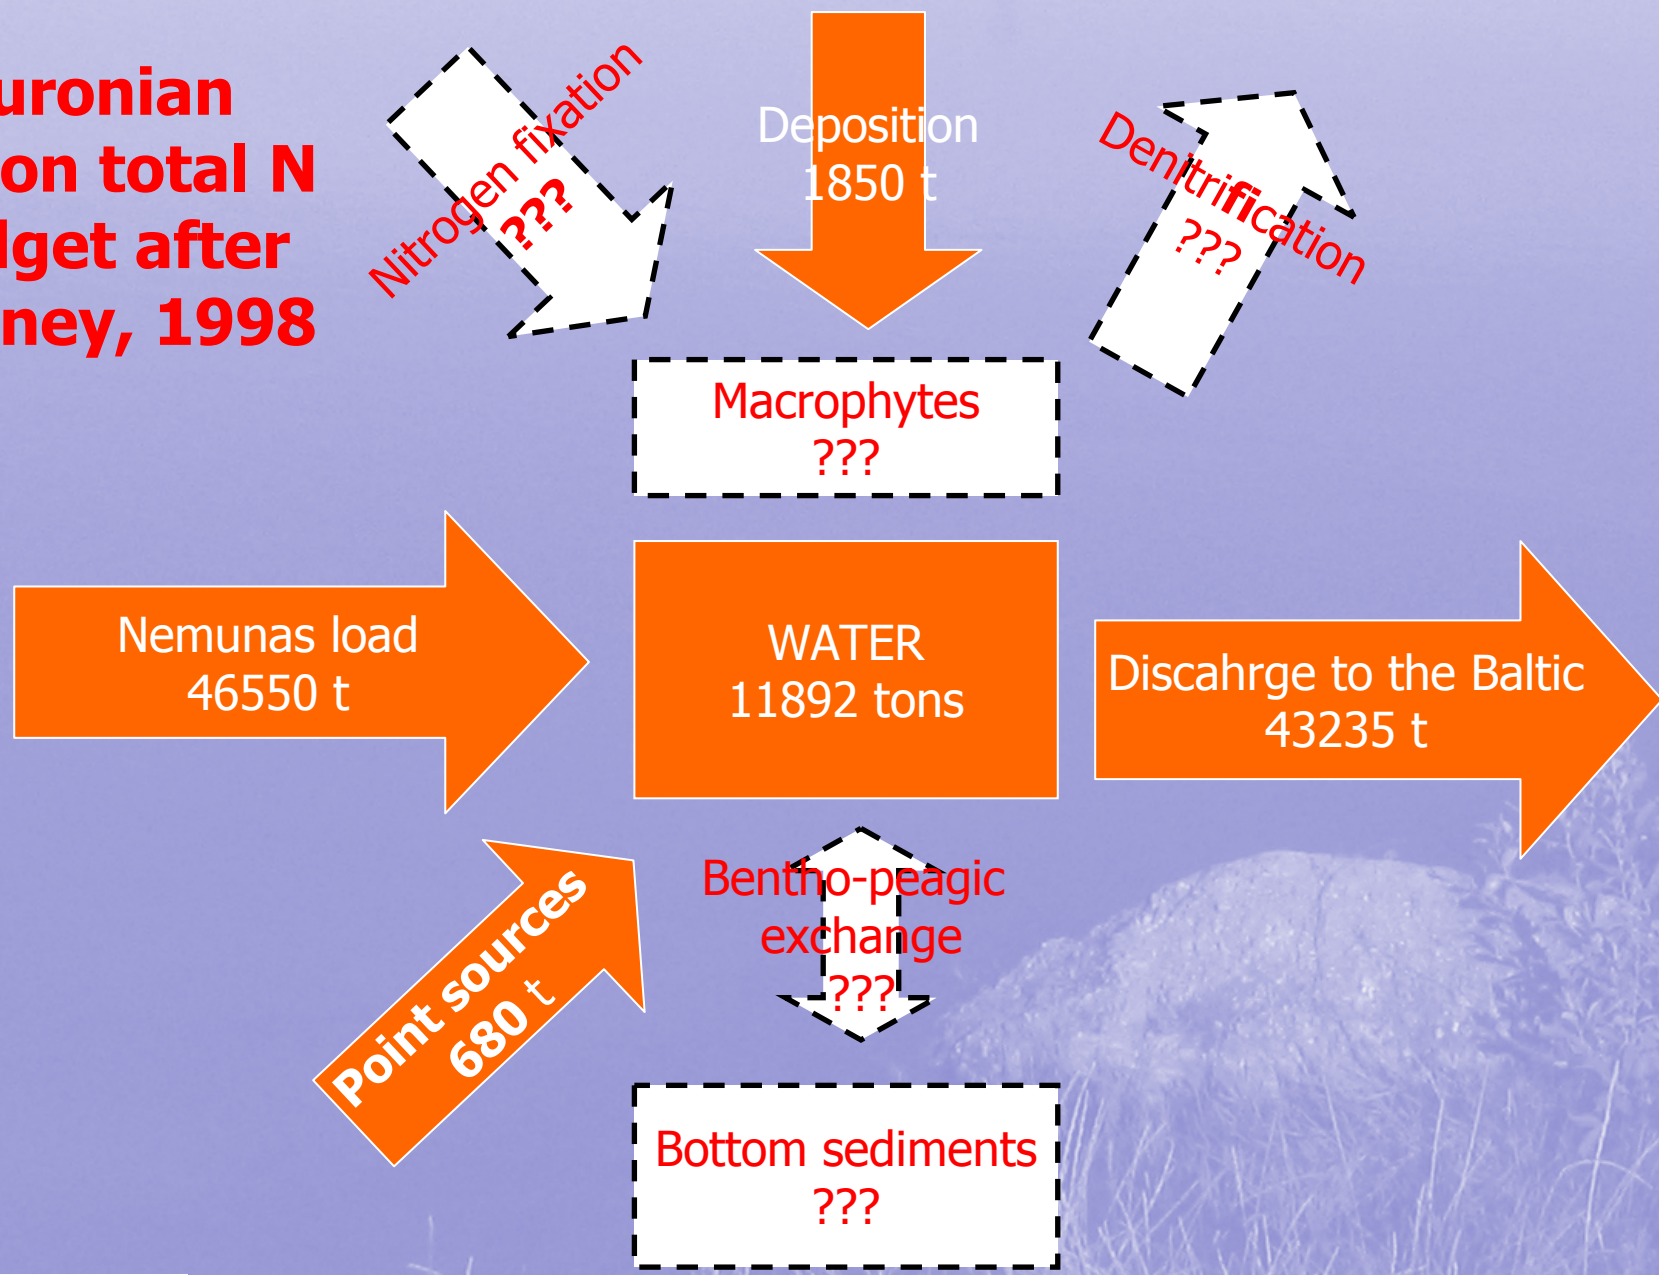 uronian
on total N
lget after
ney, 1998
Nitrogen fixation
???
Deposition
1850 t
Denitrification
???
Macrophytes
???
Nemunas load
46550 t
WATER
11892 tons
Discahrge to the Baltic
43235 t
Point sources
680 t
Bentho-peagic
exchange
???
Bottom sediments
???